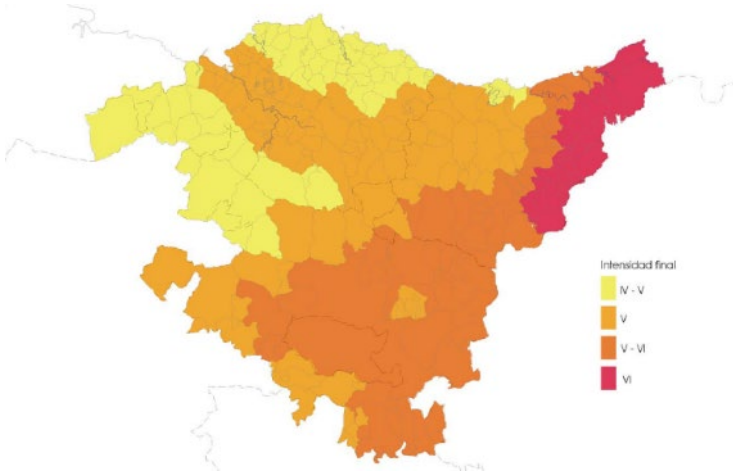 Intensidad final
IV - V
V
V - VI
VI